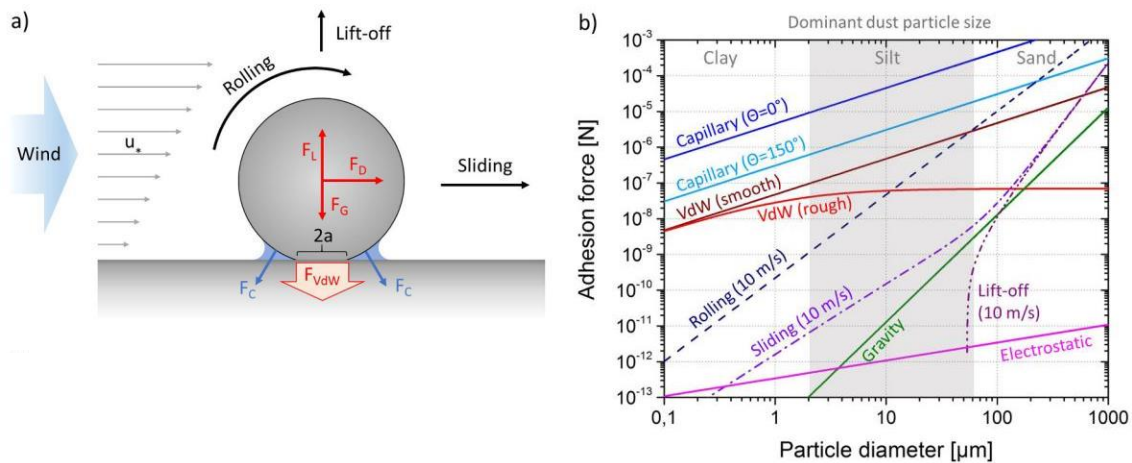 a)
Wind
u*
Rolling
Lift-off
FL
FD
FG
Sliding
2a
FVdW
FC
FC
b)
Dominant dust particle size
Clay
Silt
Sand
Adhesion force [N]
10-3
10-4
10-5
10-6
10-7
10-8
10-9
10-10
10-11
10-12
10-13
Capillary (Θ=0°)
Capillary (Θ=150°)
VdW (smooth)
VdW (rough)
Rolling (10 m/s)
Sliding (10 m/s)
Gravity
Lift-off
(10 m/s)
Electrostatic
0,1
1
10
100
1000
Particle diameter [µm]